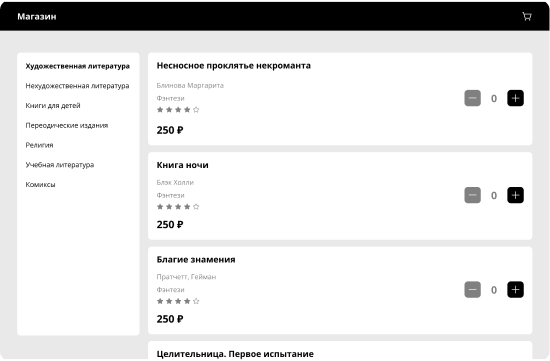 Магазин
Художественная литература
Нехудожественная литература
Книги для детей
Переодические издания
Религия
Учебная литература
Комиксы
Несносное проклятье некроманта
Блинова Маргарита
Фэнтези
0
250 ₽
Книга ночи
Блэк Холли
Фэнтези
0
250 ₽
Благие знамения
Пратчетт, Гейман
Фэнтези
0
250 ₽
Целительница. Первое испытание